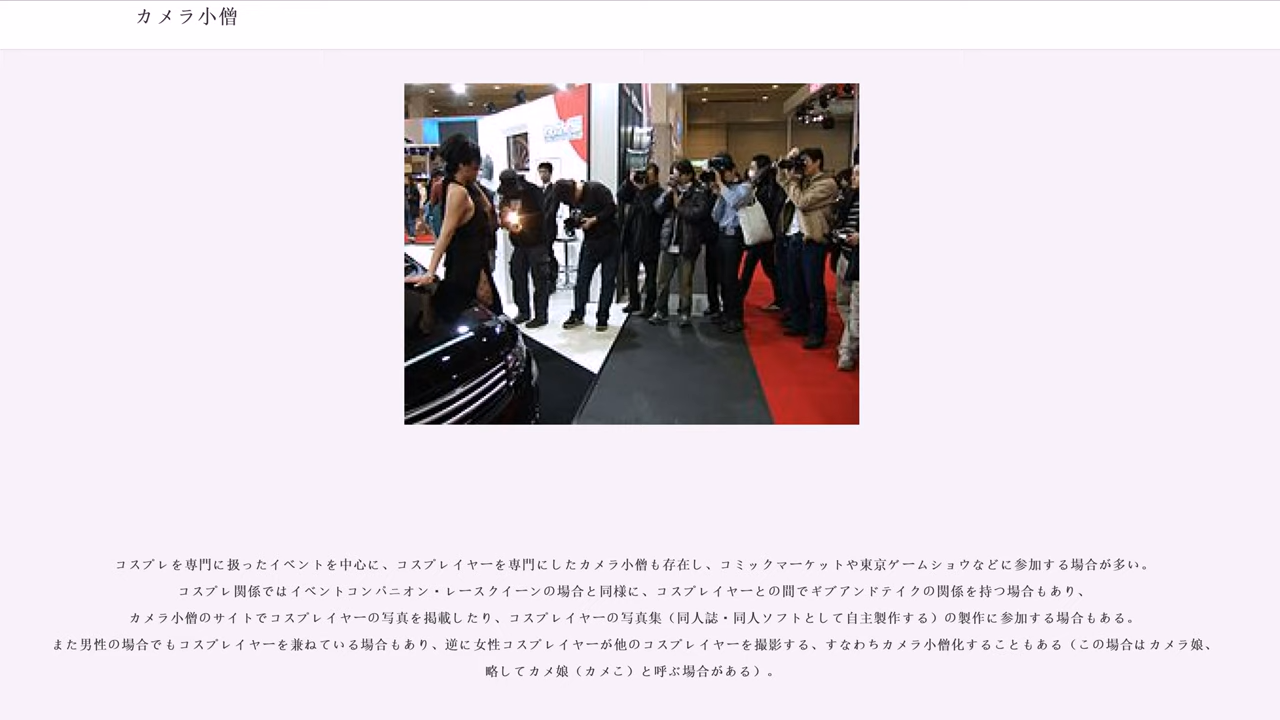 カメラ小僧
コスプレを専門に扱ったイベントを中心に、コスプレイヤーを専門にしたカメラ小僧も存在し、コミックマーケットや東京ゲームショウなどに参加する場合が多い。
コスプレ関係ではイベントコンパニオン・レースクイーンの場合と同様に、コスプレイヤーとの間でギブアンドテイクの関係を持つ場合もあり、
カメラ小僧のサイトでコスプレイヤーの写真を掲載したり、コスプレイヤーの写真集（同人誌・同人ソフトとして自主製作する）の製作に参加する場合もある。
また男性の場合でもコスプレイヤーを兼ねている場合もあり、逆に女性コスプレイヤーが他のコスプレイヤーを撮影する、すなわちカメラ小僧化することもある（この場合はカメラ娘、
略してカメ娘（カメこ）と呼ぶ場合がある）。